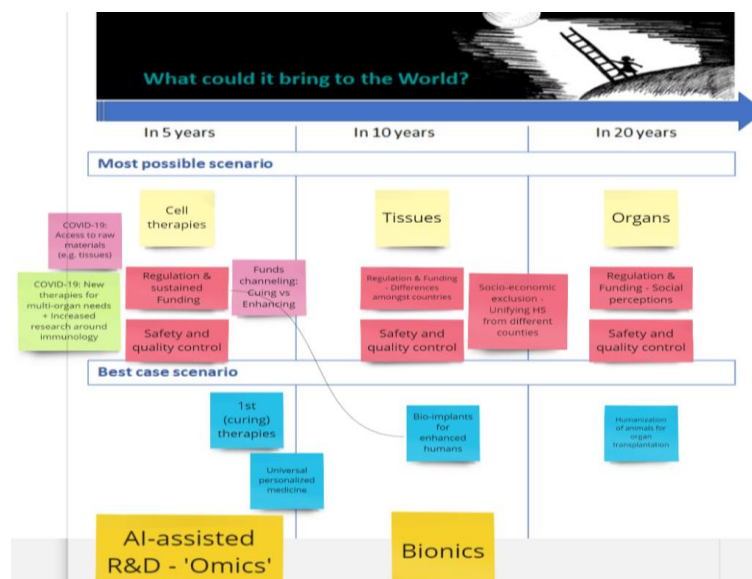 What could it bring to the World?
In 5 years
In 10 years
In 20 years
Most possible scenario
Cell
therapies
Tissues
Organs
COVID-19:
Access to raw
materials
(e.g. tissues)
COVID-19: New
therapies for
multi-organ needs
+ Increased
research around
immunology
Regulation &
sustained
Funding
Funds
channeling:
Cuing vs
Enhancing
Regulation & Funding
- Differences
amongst countries
Socio-economic
exclusion -
Unifying HS
from different
counties
Regulation &
Funding - Social
perceptions
Safety and
quality control
Safety and
quality control
Safety and
quality control
Best case scenario
1st
(curing)
therapies
Universal
personalized
medicine
Bio-implants
for
enhanced
humans
Humanization
of animals for
organ
transplantation
AI-assisted
R&D - 'Omics'
Bionics